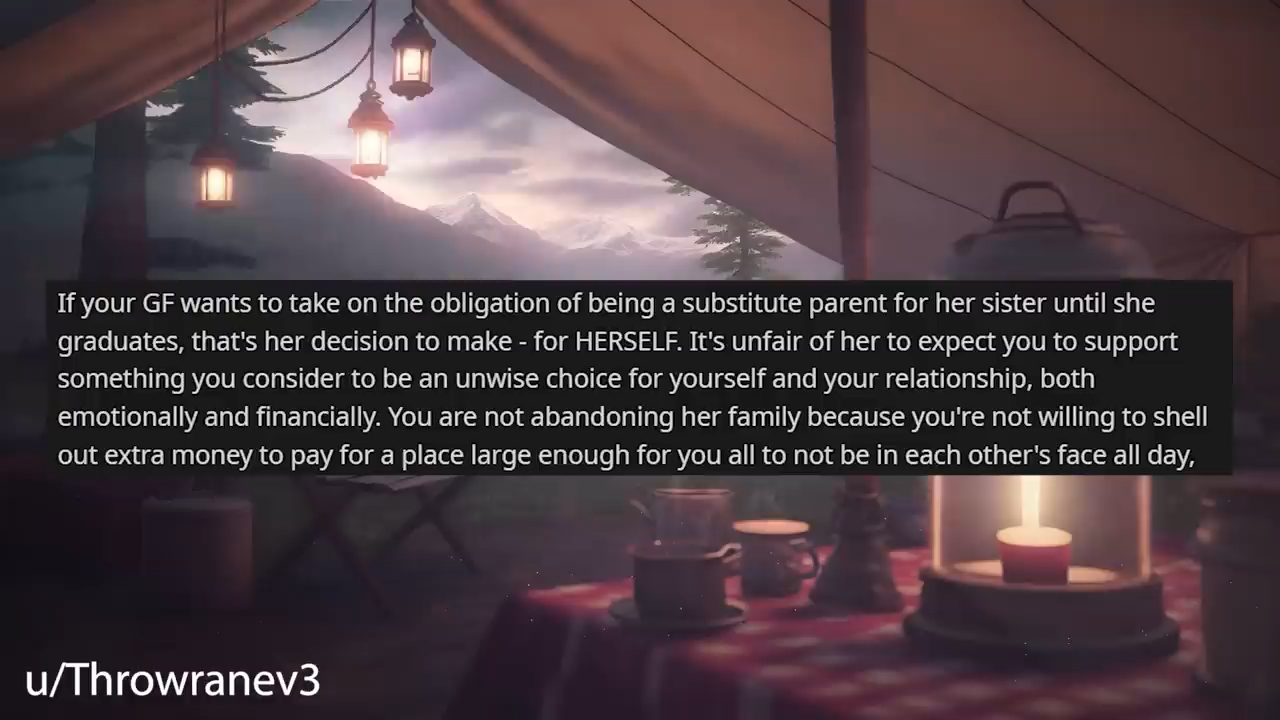 If your GF wants to take on the obligation of being a substitute parent for her sister until she
graduates, that's her decision to make - for HERSELF. It's unfair of her to expect you to support
something you consider to be an unwise choice for yourself and your relationship, both
emotionally and financially. You are not abandoning her family because you're not willing to shell
out extra money to pay for a place large enough for you all to not be in each other's face all day,
u/Throwranev3